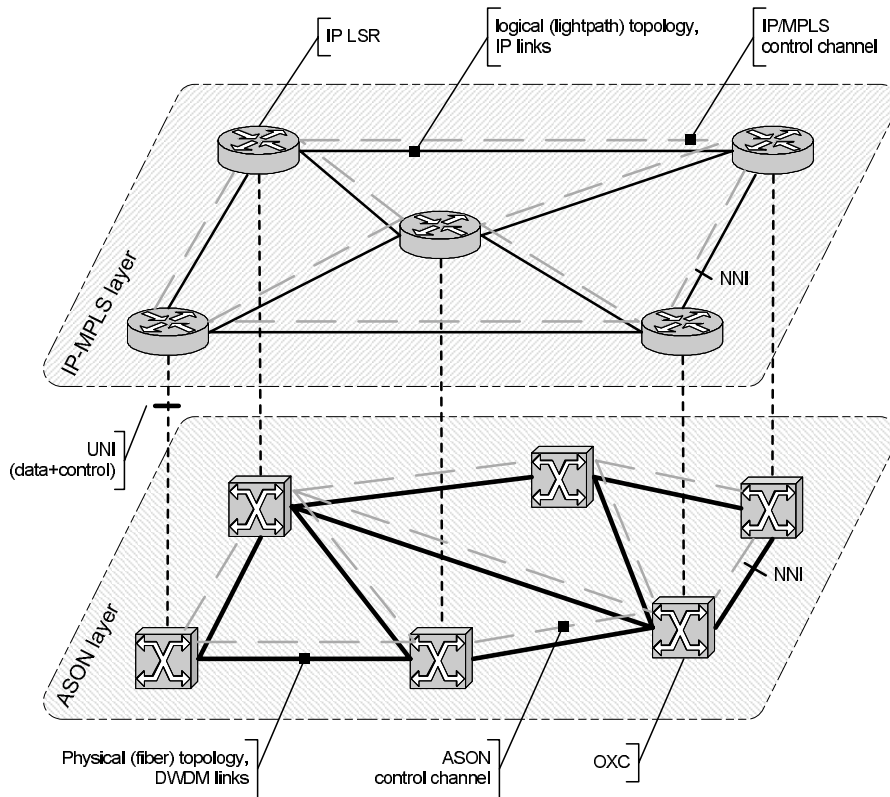 IP LSR
logical (lightpath) topology,
IP links
IP/MPLS
control channel
NNI
IP-MPLS layer
UNI
(data+control)
NNI
ASON layer
Physical (fiber) topology,
DWDM links
ASON
control channel
OXC